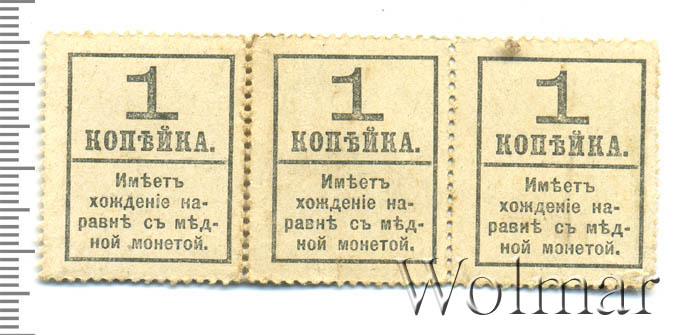 1
КОПѢЙКА.
Имѣетъ
хожденіе на-
равнѣ съ мѣд-
ной монетой.
1
КОПѢЙКА.
Имѣетъ
хожденіе на-
равнѣ съ мѣд-
ной монетой.
1
КОПѢЙКА.
Имѣетъ
хожденіе на-
равнѣ съ мѣд-
ной монетой.
Wolmar